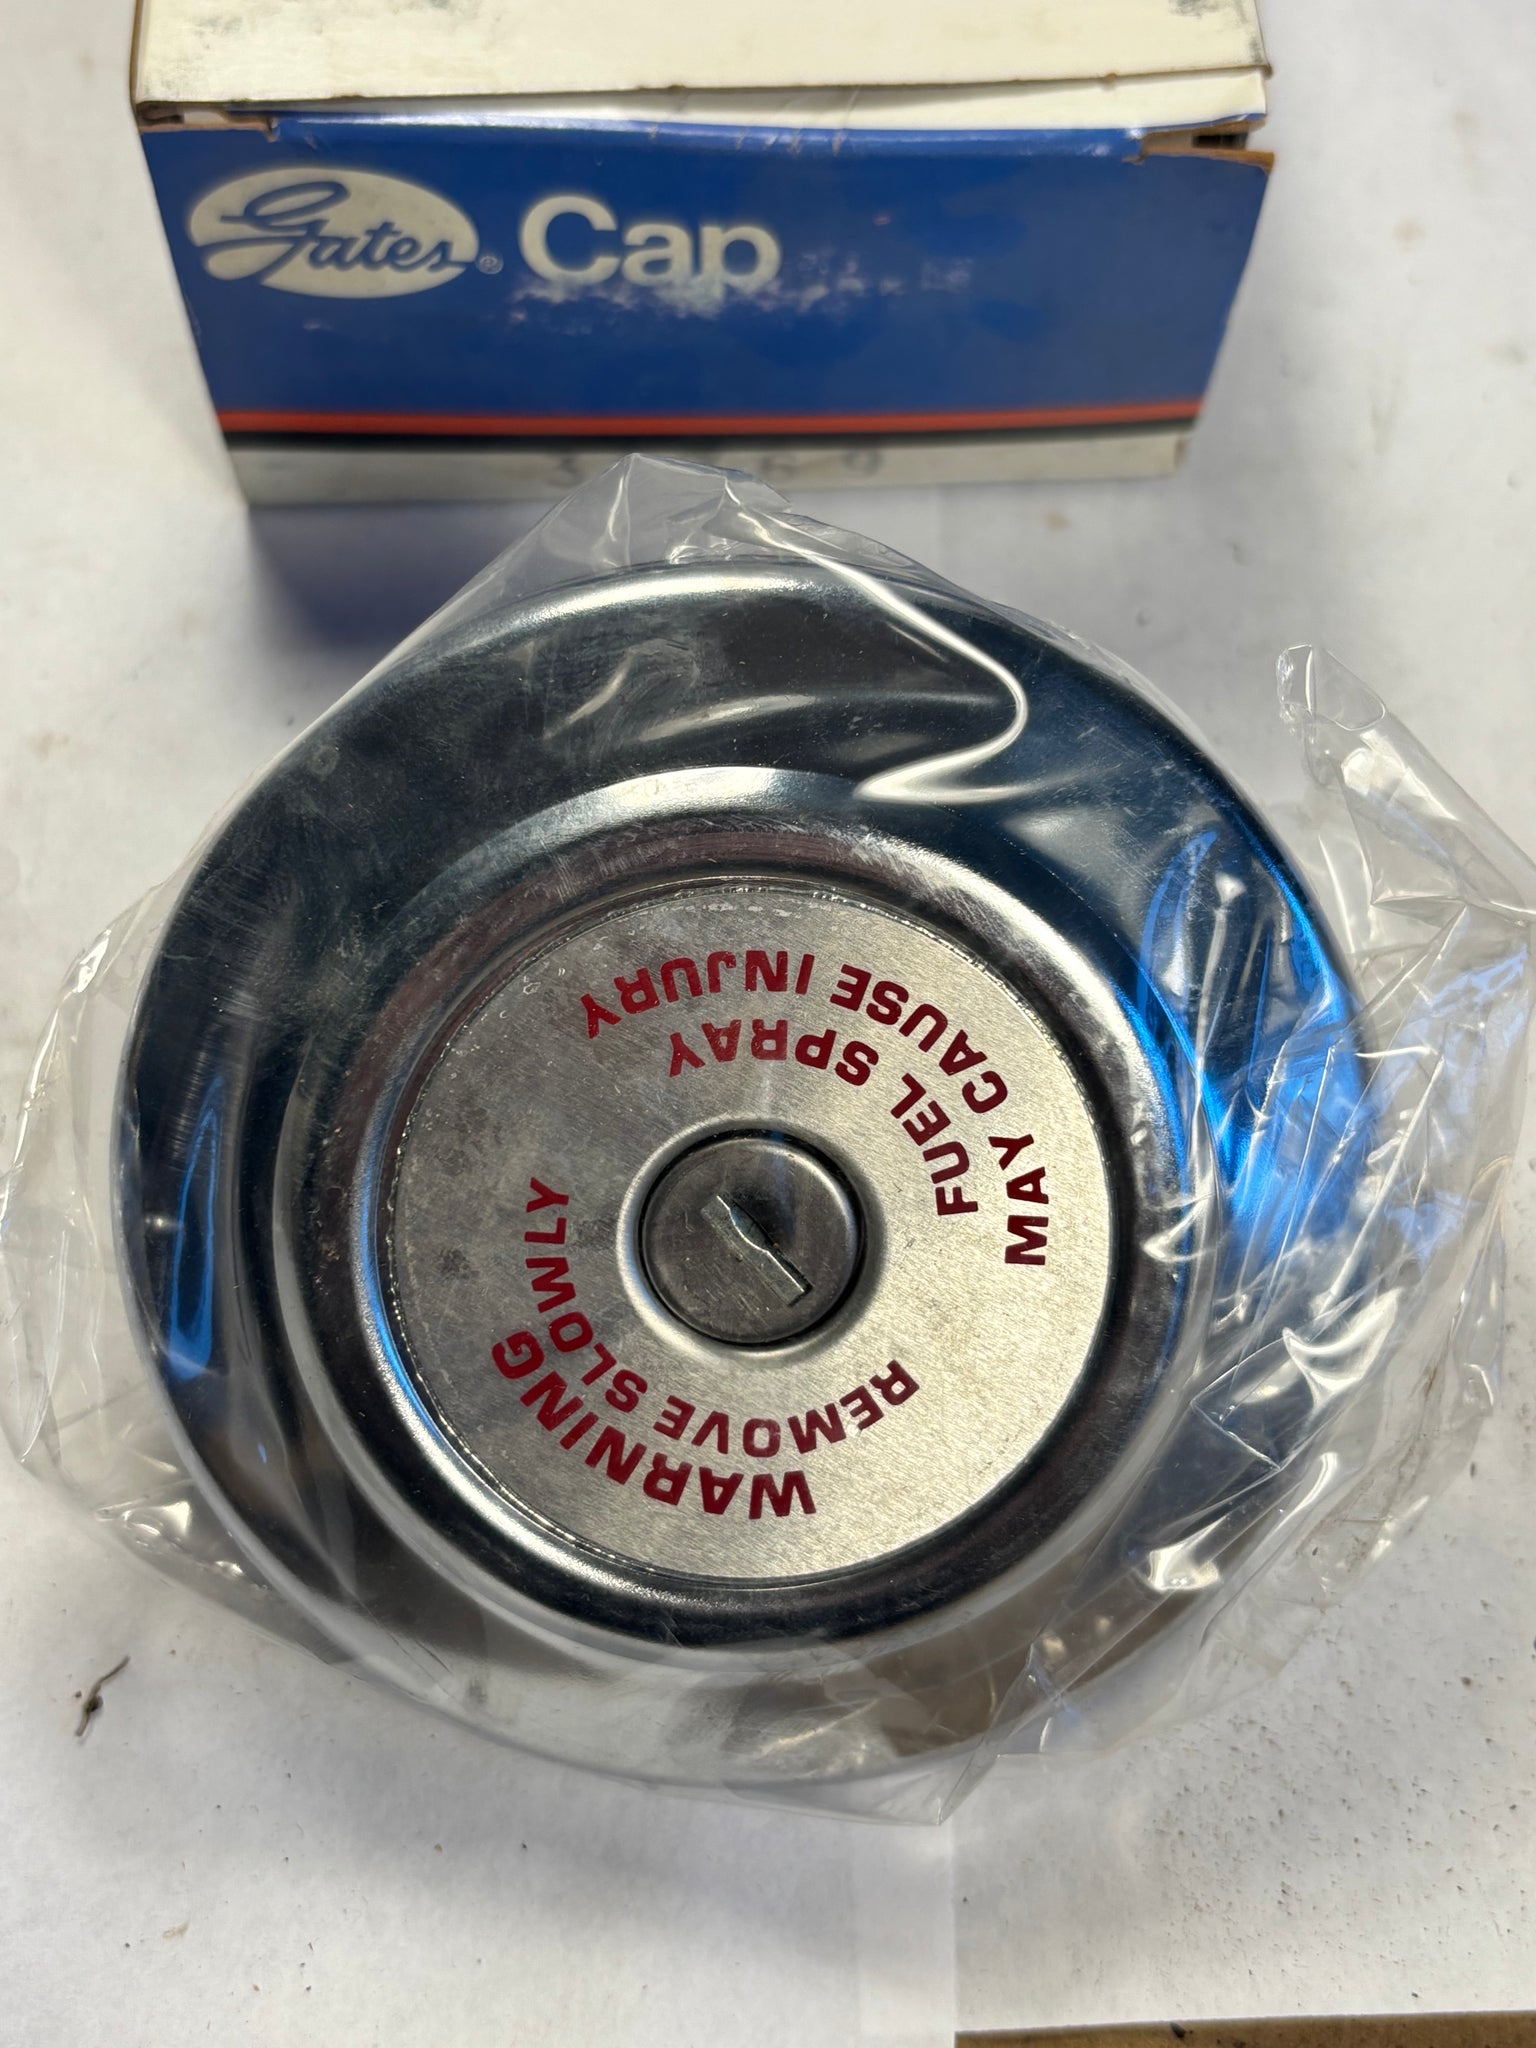 Gates® Cap
WARNING
REMOVE SLOWLY
FUEL SPRAY
MAY CAUSE INJURY